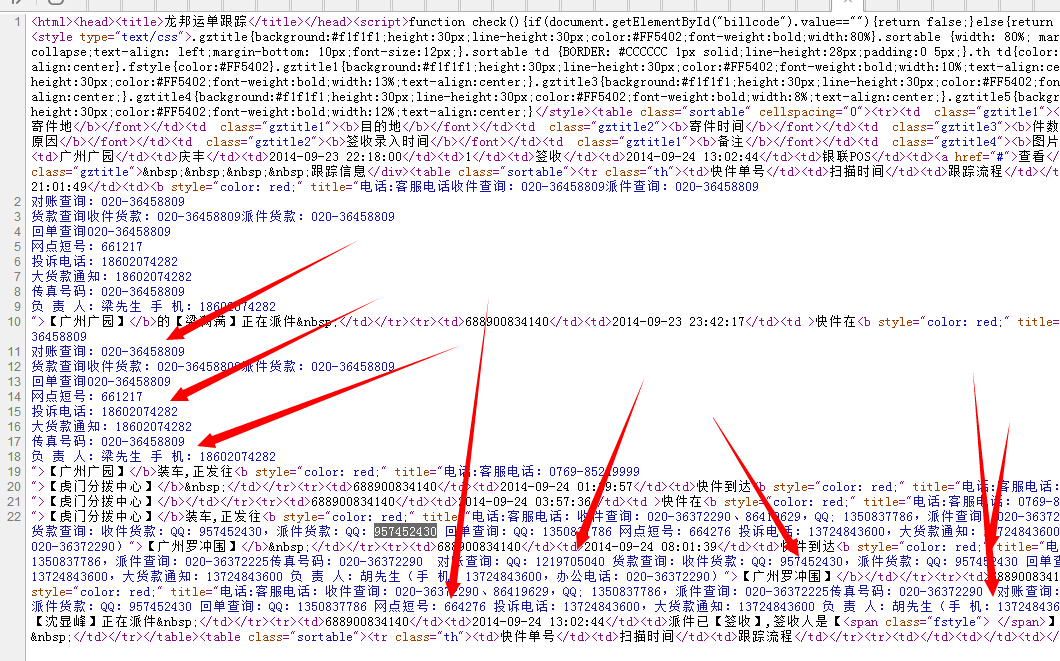 1 <html><head><title>龙邦运单跟踪</title></head><script>function check(){if(document.getElementById("billcode").value==""){return false;}else{return
<style type="text/css">.gztitle{background:#f1f1f1;height:30px;line-height:30px;color:#FF5402;font-weight:bold;width:80%}.sortable {width: 80%; mar
collapse;text-align: left;margin-bottom: 10px;font-size:12px;}.sortable td {BORDER: #CCCCCC 1px solid;line-height:28px;padding:0 5px;}.th td{color:
align:center}.fstyle{color:#FF5402}.gztitle1{background:#f1f1f1;height:30px;line-height:30px;color:#FF5402;font-weight:bold;width:10%;text-align:ce
height:30px;color:#FF5402;font-weight:bold;width:13%;text-align:center;}.gztitle3{background:#f1f1f1;height:30px;line-height:30px;color:#FF5402;fon
align:center;}.gztitle4{background:#f1f1f1;height:30px;line-height:30px;color:#FF5402;font-weight:bold;width:8%;text-align:center;}.gztitle5{backg
height:30px;color:#FF5402;font-weight:bold;width:12%;text-align:center;}</style><table class="sortable" cellspacing="0"><tr><td class="gztitle1"><
寄件地</b></font></td><td  class="gztitle1"><b>目的地</b></font></td><td  class="gztitle2"><b>寄件时间</b></font></td><td  class="gztitle3"><b>件数
原因</b></font></td><td  class="gztitle2"><b>签收录入时间</b></font></td><td  class="gztitle1"><b>备注</b></font></td><td  class="gztitle4"><b>图片
<td>广州广园</td><td>庆丰</td><td>2014-09-23 22:18:00</td><td>1</td><td>签收</td><td>2014-09-24 13:02:44</td><td>银联POS</td><td><a href="#">查看</
class="gztitle">&nbsp;&nbsp;&nbsp;跟踪信息</div><table class="sortable"><tr class="th"><td>快件单号</td><td>扫描时间</td><td>跟踪流程</td></t
21:01:49</td><td><b style="color: red;" title="电话:客服电话收件查询：020-36458809派件查询：020-36458809
2 对账查询：020-36458809
3 货款查询收件货款：020-36458809派件货款：020-36458809
4 回单查询020-36458809
5 网点短号：661217
6 投诉电话：18602074282
7 大货款通知：18602074282
8 传真号码：020-36458809
9 负 责 人：梁先生 手 机：18602074282
10 ">【广州广园】</b>的【梁满】正在派件&nbsp;</td></tr><tr><td>688900834140</td><td>2014-09-23 23:42:17</td><td >快件在<b style="color: red;" title=
36458809
11 对账查询：020-36458809
12 货款查询收件货款：020-36458809派件货款：020-36458809
13 回单查询020-36458809
14 网点短号：661217
15 投诉电话：18602074282
16 大货款通知：18602074282
17 传真号码：020-36458809
18 负 责 人：梁先生 手 机：18602074282
19 ">【广州广园】</b>装车,正发往<b style="color: red;" title="电话:客服电话：0769-85219999
20 ">【虎门分拨中心】</b>&nbsp;</td></tr><tr><td>688900834140</td><td>2014-09-24 01:57</td><td>快件到达<b style="color: red;" title="电话:客服电话:
21 ">【虎门分拨中心】</b></td></tr><tr><td>688900834140</td><td>2014-09-24 03:57:36</td><td >快件在<b style="color: red;" title="电话:客服电话：0769-8
22 ">【虎门分拨中心】</b>装车,正发往<b style="color: red;" title="电话:客服电话：收件查询：020-36372290、86419629，QQ；1350837786，派件查询：020-3637
货款查询：收件货款：QQ：957452430，派件货款：QQ：957452430 回单查询：QQ：1350837786 网点短号：664276 投诉电话：13724843600，大货款通知：13724
020-36372290）">【广州罗冲围】</b>&nbsp;</td></tr><tr><td>688900834140</td><td>2014-09-24 08:01:39</td><td>快件到达<b style="color: red;" title="电
1350837786，派件查询：020-36372225传真号码：020-36372290 对账查询：QQ：1219705040 货款查询：收件货款：QQ：957452430，派件货款：QQ：957452430 回单查
13724843600，大货款通知：13724843600 负 责 人：胡先生（手 机：13724843600，办公电话：020-36372290）">【广州罗冲围】</b></td></tr><tr><td>68890083414
style="color: red;" title="电话:客服电话：收件查询：020-36372290、86419629，QQ；1350837786，派件查询：020-36372225传真号码：020-36372290 对账查询
派件货款：QQ：957452430 回单查询：QQ：1350837786 网点短号：664276 投诉电话：13724843600，大货款通知：13724843600 负 责 人：胡先生（手 机：1372484360
【沈显峰】正在派件&nbsp;</td></tr><tr><td>688900834140</td><td>2014-09-24 13:02:44</td><td>派件已【签收】,签收人是【<span class="fstyle"> </span>】
&nbsp;</td></tr></table><table class="sortable"><tr class="th"><td>快件单号</td><td>扫描时间</td><td>跟踪流程</td></tr><tr><td></td><td></td><td></